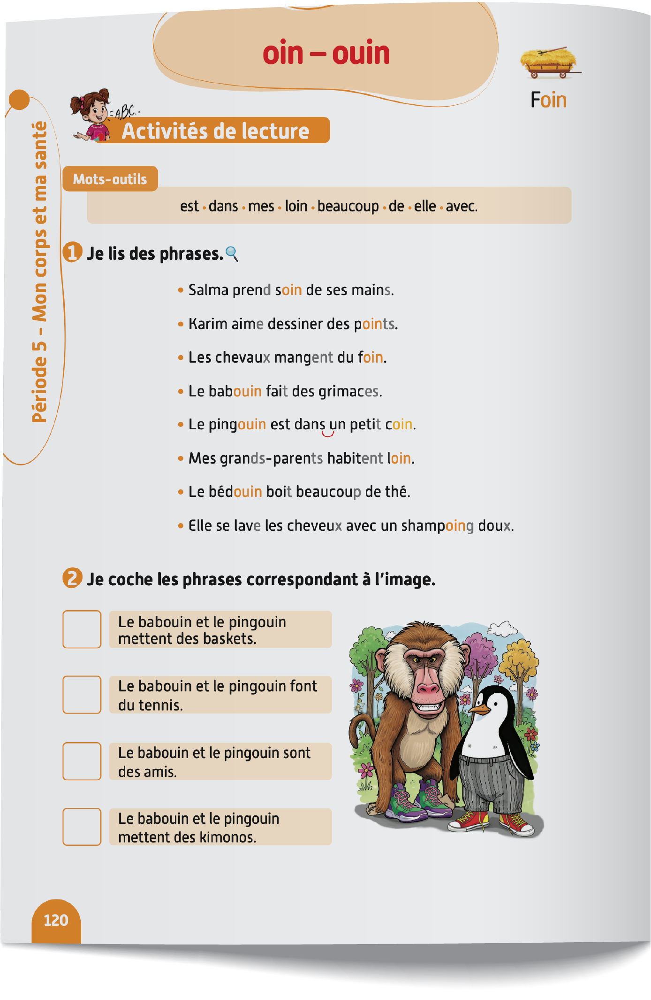 oin – ouin
Foin
A.B.C..
Activités de lecture
Période 5 – Mon corps et ma santé
Mots-outils
est • dans • mes • loin • beaucoup • de • elle • avec.
1 Je lis des phrases.
• Salma prend soin de ses mains.
• Karim aime dessiner des points.
• Les chevaux mangent du foin.
• Le babouin fait des grimaces.
• Le pingouin est dans un petit coin.
• Mes grands-parents habitent loin.
• Le bédouin boit beaucoup de thé.
• Elle se lave les cheveux avec un shampoing doux.
2 Je coche les phrases correspondant à l'image.
Le babouin et le pingouin
mettent des baskets.
Le babouin et le pingouin font
du tennis.
Le babouin et le pingouin sont
des amis.
Le babouin et le pingouin
mettent des kimonos.
120